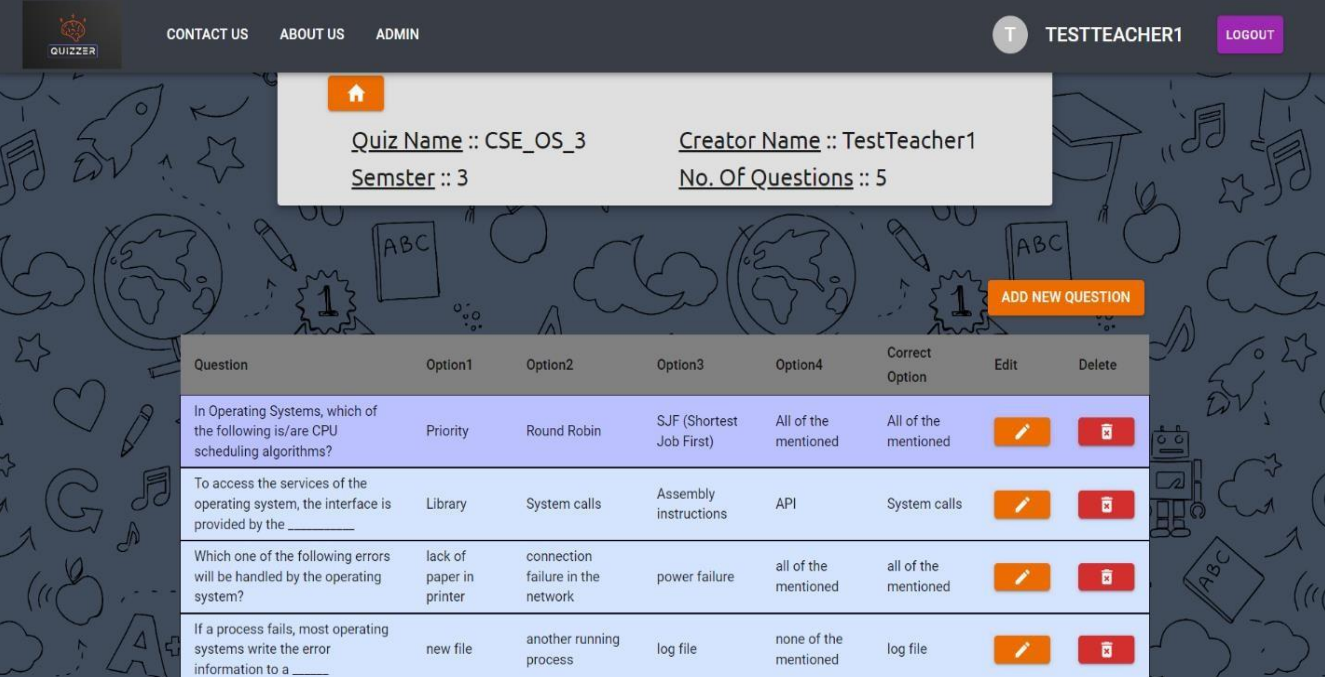 QUIZZER
CONTACT US
ABOUT US
ADMIN
T
TESTTEACHER1
LOGOUT
Quiz Name :: CSE_OS_3
Creator Name :: TestTeacher1
Semster :: 3
No. Of Questions :: 5
ABC
ABC
1
1
ADD NEW QUESTION
Question
Option1
Option2
Option3
Option4
Correct
Option
Edit
Delete
In Operating Systems, which of
the following is/are CPU
scheduling algorithms?
Priority
Round Robin
SJF (Shortest
Job First)
All of the
mentioned
All of the
mentioned
To access the services of the
operating system, the interface is
provided by the ___________
Library
System calls
Assembly
instructions
API
System calls
Which one of the following errors
will be handled by the operating
system?
lack of
paper in
printer
connection
failure in the
network
power failure
all of the
mentioned
all of the
mentioned
If a process fails, most operating
systems write the error
information to a ______
new file
another running
process
log file
none of the
mentioned
log file
G
ABC
A+